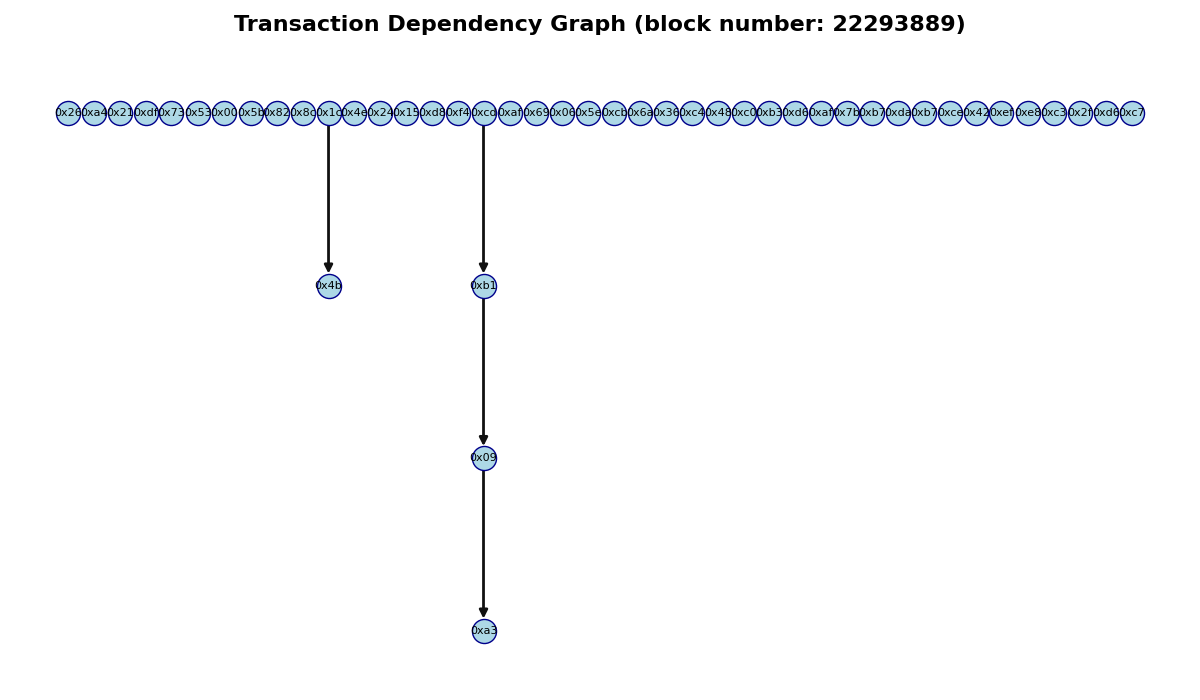 Transaction Dependency Graph (block number: 22293889)
0x26 0xa4 0x21 0xdf 0x73 0x53 0x00 0x5b 0x82 0x8c 0x1c 0x4e 0x24 0x15 0xd8 0xf4 0xcd 0xaf 0x69 0x06 0x5e 0xcb 0x6a 0x36 0xc4 0x48 0xc0 0xb3 0xd6 0xaf 0x7b 0xb7 0xda 0xb7 0xce 0x42 0xef 0xe8 0xc3 0x2f 0xd6 0xc7
0x4b 0xb1
0x09
0xa3